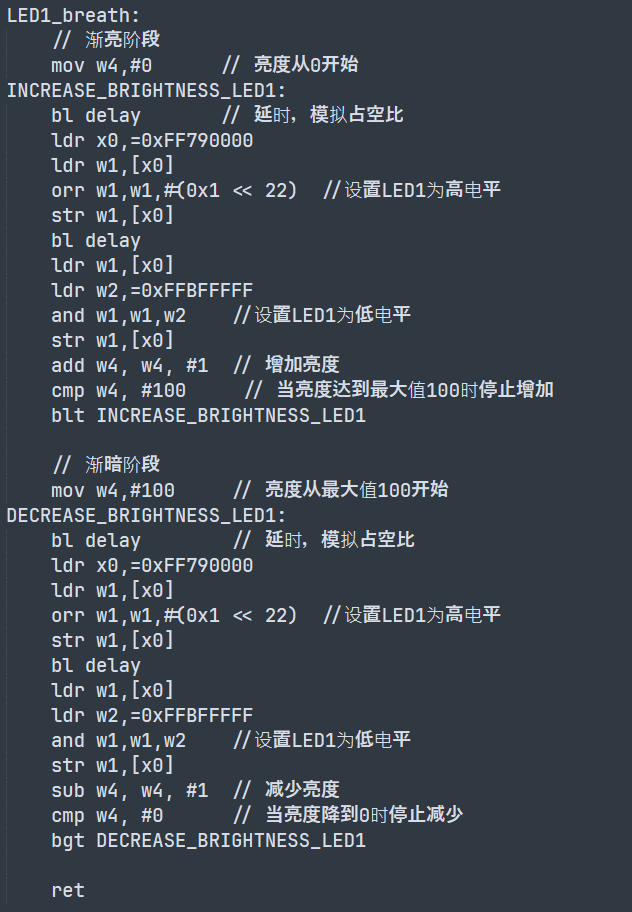 LED1_breath:
// 渐亮阶段
mov w4,#0 // 亮度从0开始
INCREASE_BRIGHTNESS_LED1:
bl delay // 延时，模拟占空比
ldr x0,=0xFF790000
ldr w1,[x0]
orr w1,w1,#(0x1 << 22) //设置LED1为高电平
str w1,[x0]
bl delay
ldr w1,[x0]
ldr w2,=0xFFBFFFFF
and w1,w1,w2 //设置LED1为低电平
str w1,[x0]
add w4, w4, #1 // 增加亮度
cmp w4, #100 // 当亮度达到最大值100时停止增加
blt INCREASE_BRIGHTNESS_LED1
// 渐暗阶段
mov w4,#100 // 亮度从最大值100开始
DECREASE_BRIGHTNESS_LED1:
bl delay // 延时，模拟占空比
ldr x0,=0xFF790000
ldr w1,[x0]
orr w1,w1,#(0x1 << 22) //设置LED1为高电平
str w1,[x0]
bl delay
ldr w1,[x0]
ldr w2,=0xFFBFFFFF
and w1,w1,w2 //设置LED1为低电平
str w1,[x0]
sub w4, w4, #1 // 减少亮度
cmp w4, #0 // 当亮度降到0时停止减少
bgt DECREASE_BRIGHTNESS_LED1
ret